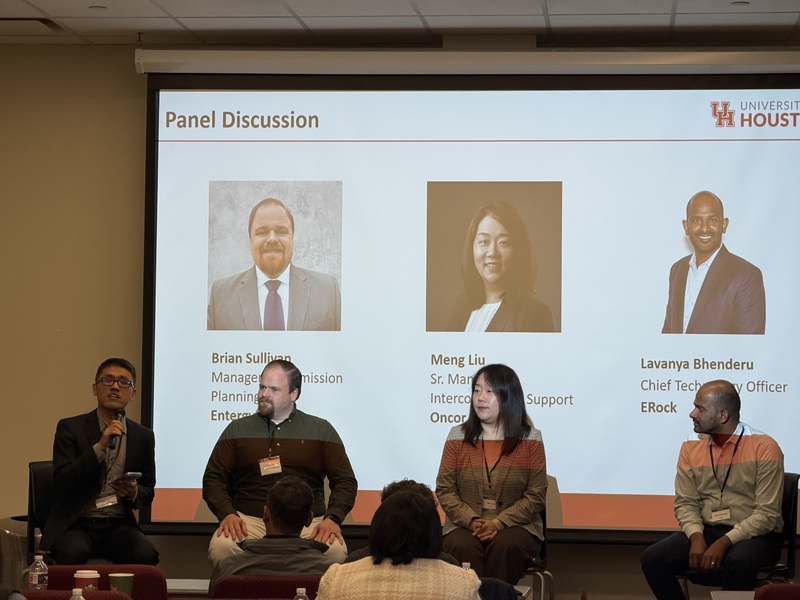 Panel Discussion
UH UNIVERSIT
HOUST
Brian Sullivan
Manage mission
Planning
Enterg
Meng Liu
Sr. Man
Interco Support
Oncor
Lavanya Bhenderu
Chief Tech y Officer
ERock